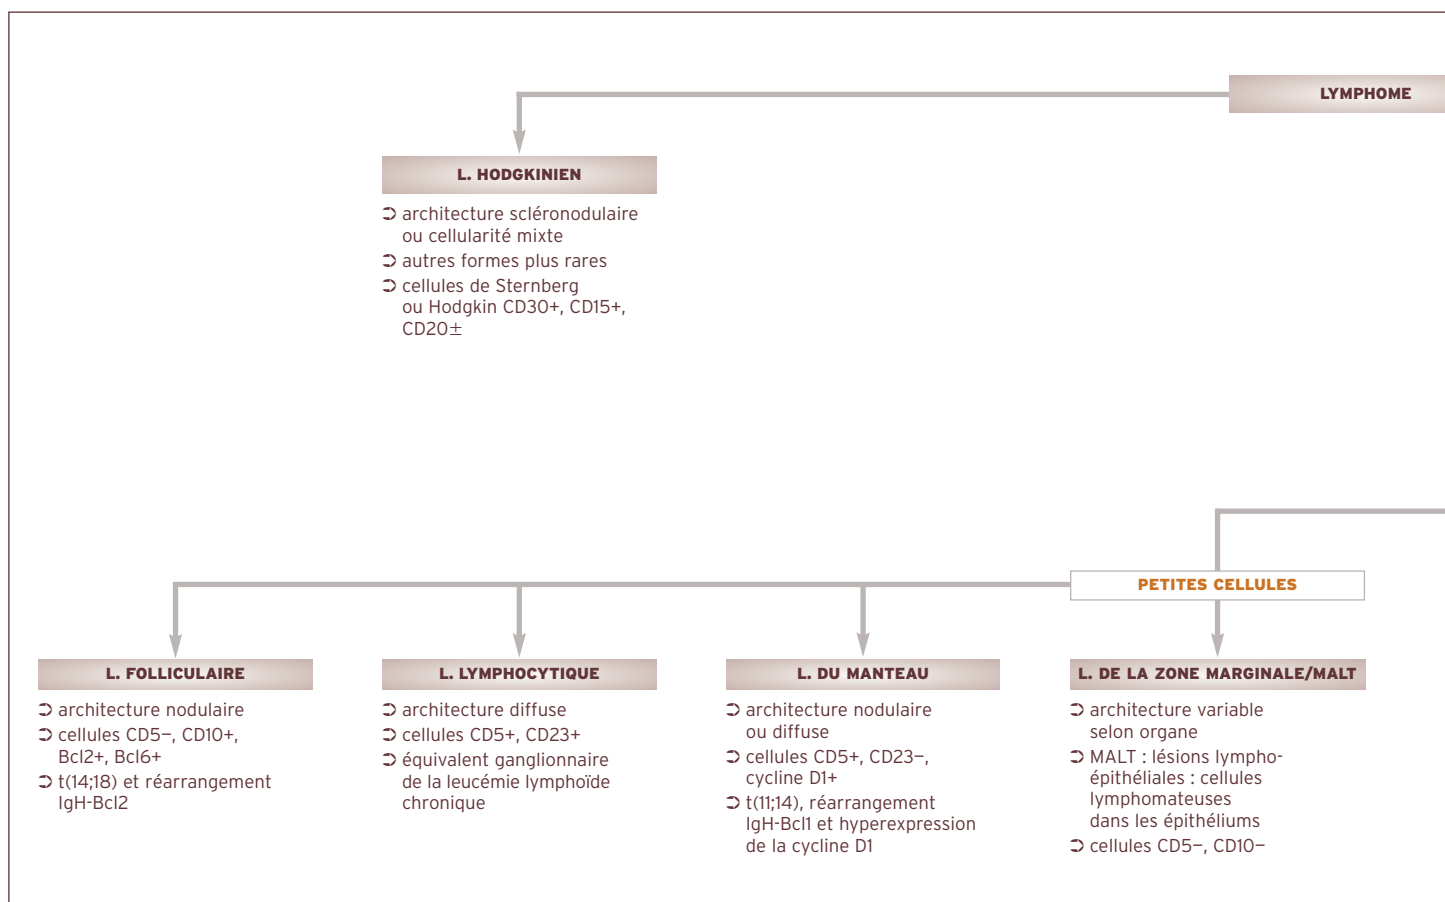 LYMPHOME
L. HODGKINIEN
➲ architecture scléronodulaire
ou cellularité mixte
➲ autres formes plus rares
➲ cellules de Sternberg
ou Hodgkin CD30+, CD15+,
CD20±
PETITES CELLULES
L. FOLLICULAIRE
➲ architecture nodulaire
➲ cellules CD5−, CD10+,
Bcl2+, Bcl6+
➲ t(14;18) et réarrangement
IgH-Bcl2
L. LYMPHOCYTIQUE
➲ architecture diffuse
➲ cellules CD5+, CD23+
➲ équivalent ganglionnaire
de la leucémie lymphoïde
chronique
L. DU MANTEAU
➲ architecture nodulaire
ou diffuse
➲ cellules CD5+, CD23−,
cycline D1+
➲ t(11;14), réarrangement
IgH-Bcl1 et hyperexpression
de la cycline D1
L. DE LA ZONE MARGINALE/MALT
➲ architecture variable
selon organe
➲ MALT : lésions lympho-
épithéliales : cellules
lymphomateuses
dans les épithéliums
➲ cellules CD5−, CD10−